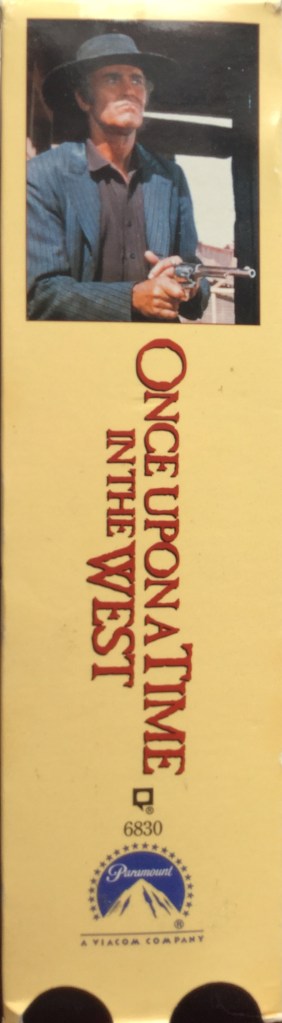 ONCE UPON A TIME
IN THE WEST
®
6830
Paramount
®
A VIACOM COMPANY